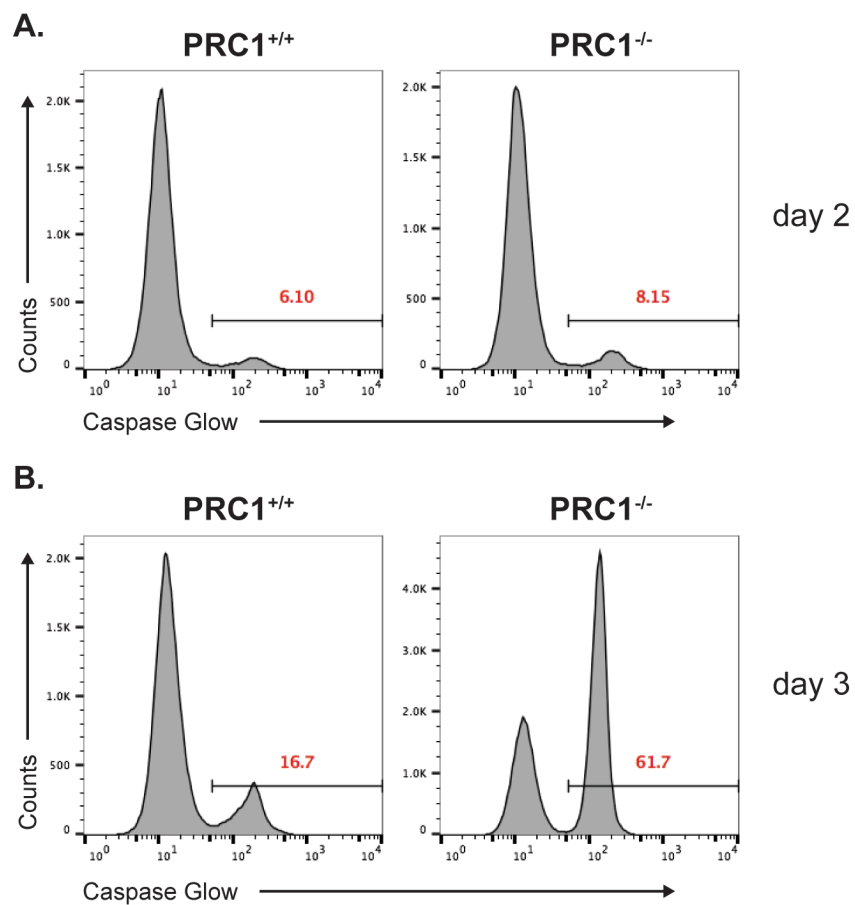 A.
PRC1+/+ PRC1-/-
2.0K 2.0K
1.5K 1.5K
1.0K 1.0K
500 500
0 0
6.10 8.15
day 2
Counts
10⁰ 10¹ 10² 10³ 10⁴ 10⁰ 10¹ 10² 10³ 10⁴
Caspase Glow
B.
PRC1+/+ PRC1-/-
2.0K 4.0K
1.5K 3.0K
1.0K 2.0K
500 1.0K
0 0
16.7 61.7
day 3
Counts
10⁰ 10¹ 10² 10³ 10⁴ 10⁰ 10¹ 10² 10³ 10⁴
Caspase Glow